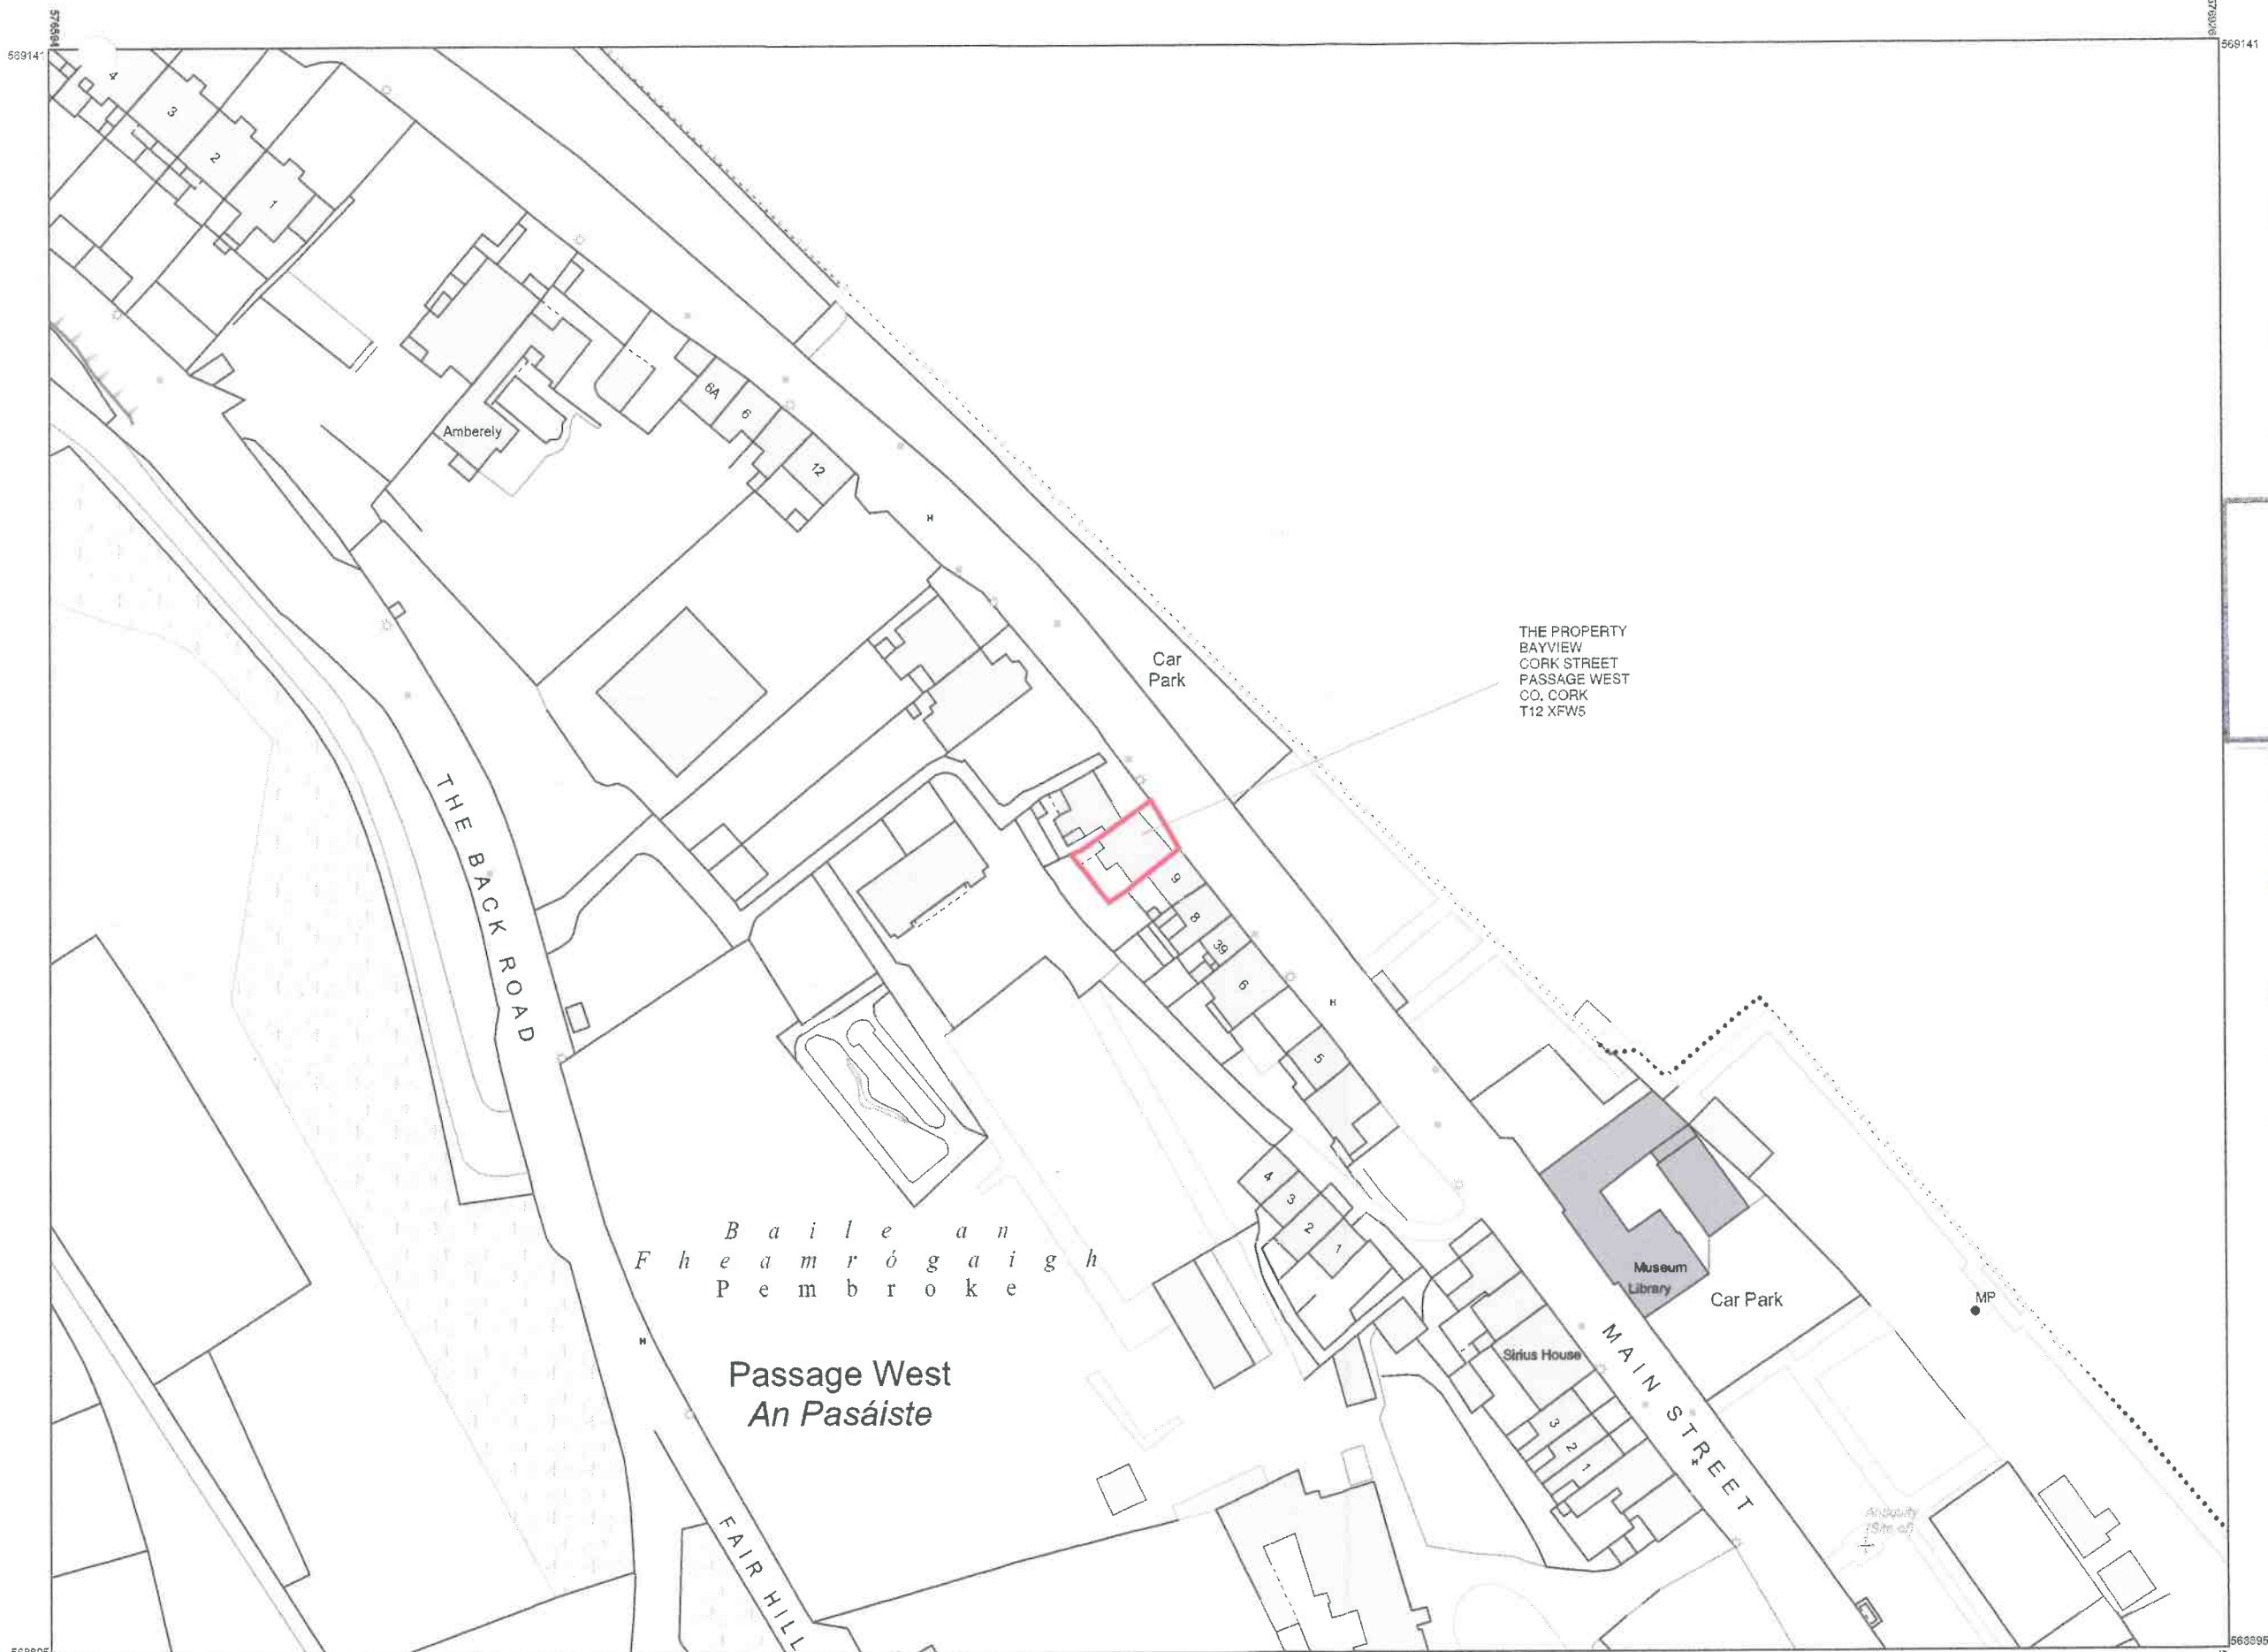 569141
569141
4
3
2
1
6A
6
12
Amberely
H
Car
Park
THE PROPERTY
BAYVIEW
CORK STREET
PASSAGE WEST
CO. CORK
T12 XFW5
THE BACK ROAD
9
8
39
6
H
5
4
3
2
1
Baile an
Fheamrógaigh
Pembroke
Museum
Library
Car Park
MP
H
Passage West
An Pasáiste
Sirius House
MAIN STREET
3
2
1
H
FAIR HILL
Antiquity
(Site of)